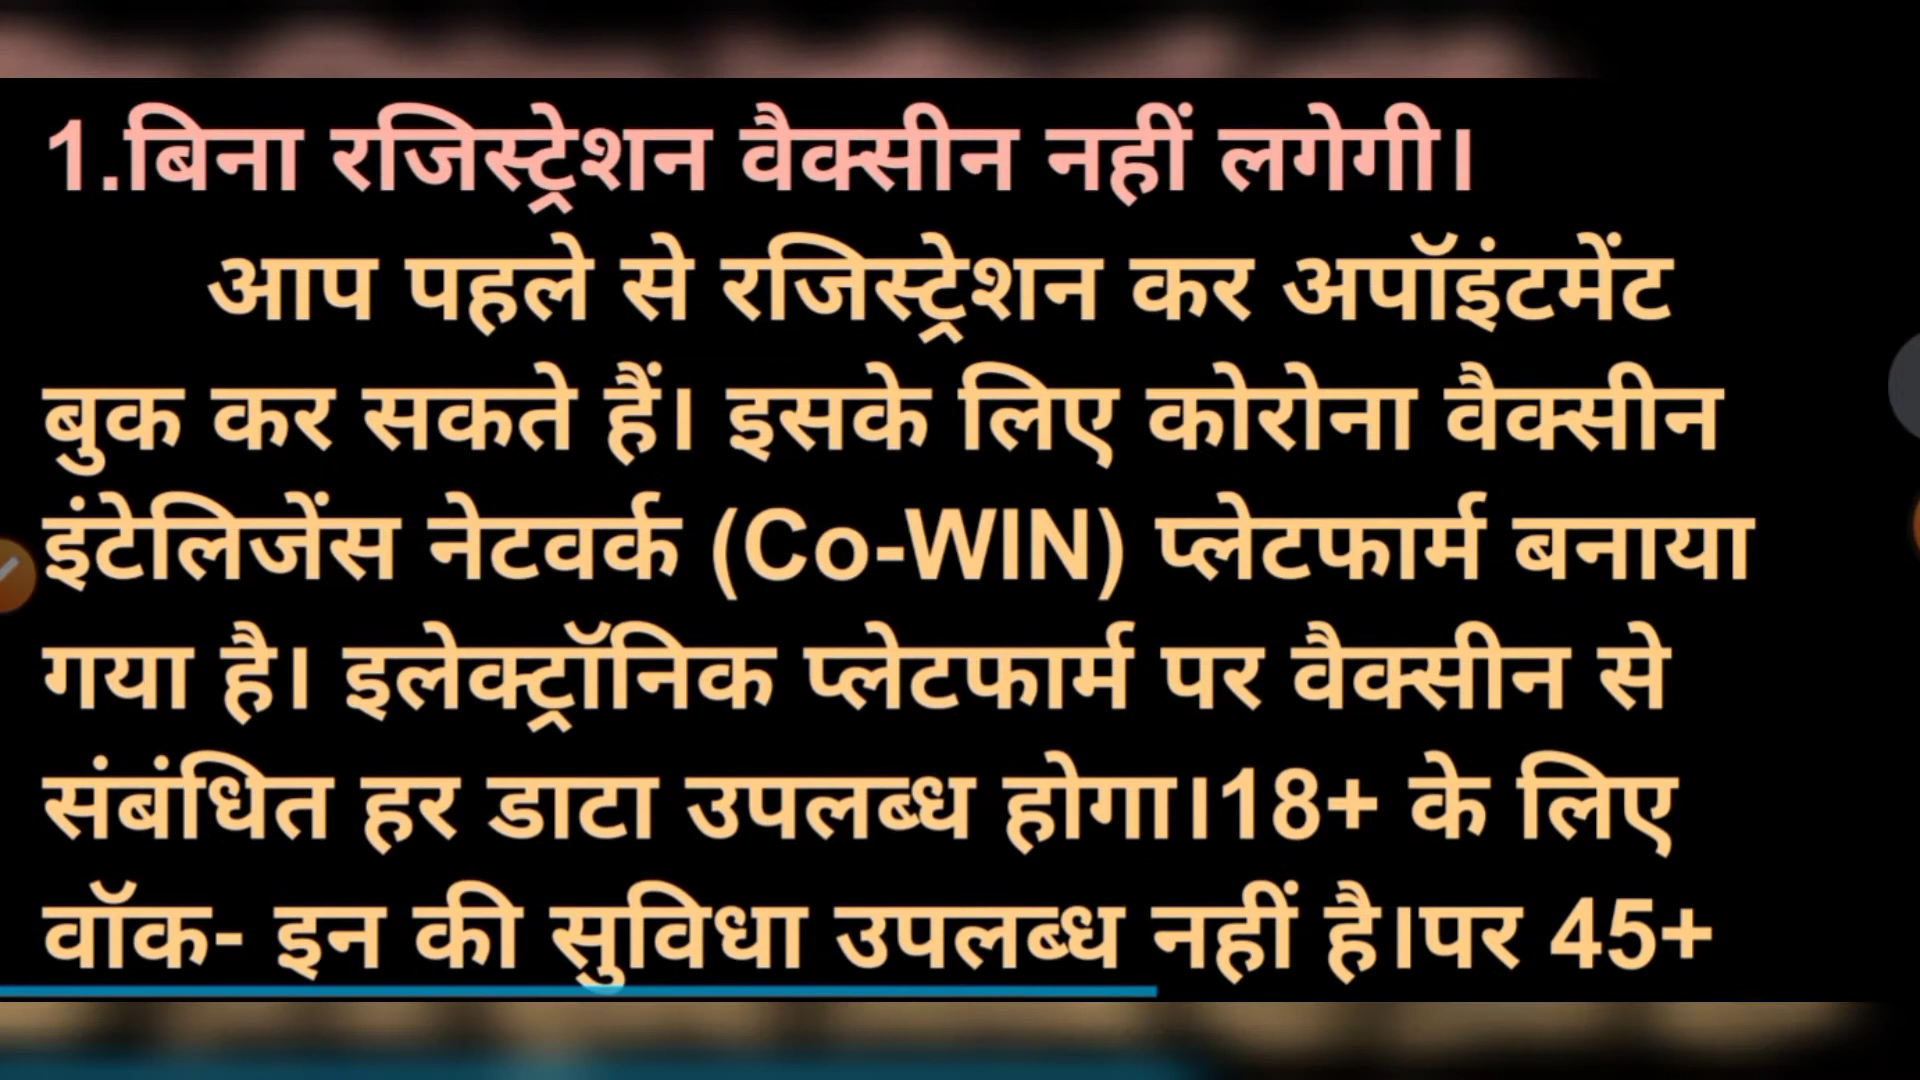 1.बिना रजिस्ट्रेशन वैक्सीन नहीं लगेगी।
आप पहले से रजिस्ट्रेशन कर अपॉइंटमेंट
बुक कर सकते हैं। इसके लिए कोरोना वैक्सीन
इंटेलिजेंस नेटवर्क (Co-WIN) प्लेटफार्म बनाया
गया है। इलेक्ट्रॉनिक प्लेटफार्म पर वैक्सीन से
संबंधित हर डाटा उपलब्ध होगा।18+ के लिए
वॉक- इन की सुविधा उपलब्ध नहीं है।पर 45+